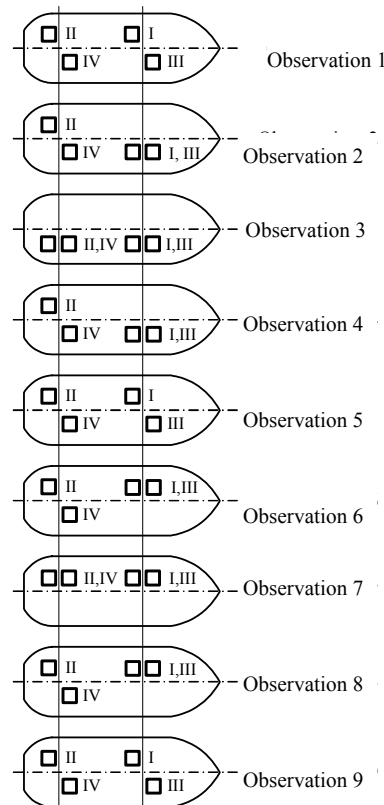 II I
IV III
Observation 1
II
IV I, III
Observation 2
II,IV I,III
Observation 3
II
IV I,III
Observation 4
II I
IV III
Observation 5
II I,III
IV
Observation 6
II,IV I,III
Observation 7
II I,III
IV
Observation 8
II I
IV III
Observation 9